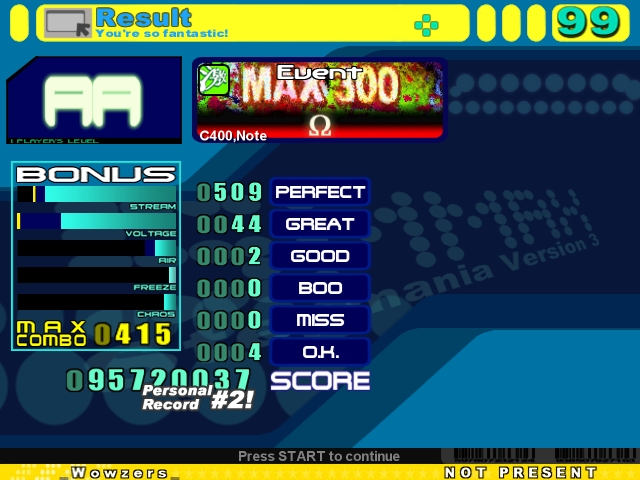 Result
You're so fantastic!
99
AA
1 PLAYER'S LEVEL
Event
MAX 300
Ω
C400,Note
BONUS
STREAM
VOLTAGE
AIR
FREEZE
CHAOS
MAX COMBO 0415
0509 PERFECT
0044 GREAT
0002 GOOD
0000 BOO
0000 MISS
0004 O.K.
095720037 SCORE
Personal
Record #2!
mania Version 3
Press START to continue
_Wowzers_
NOT PRESENT